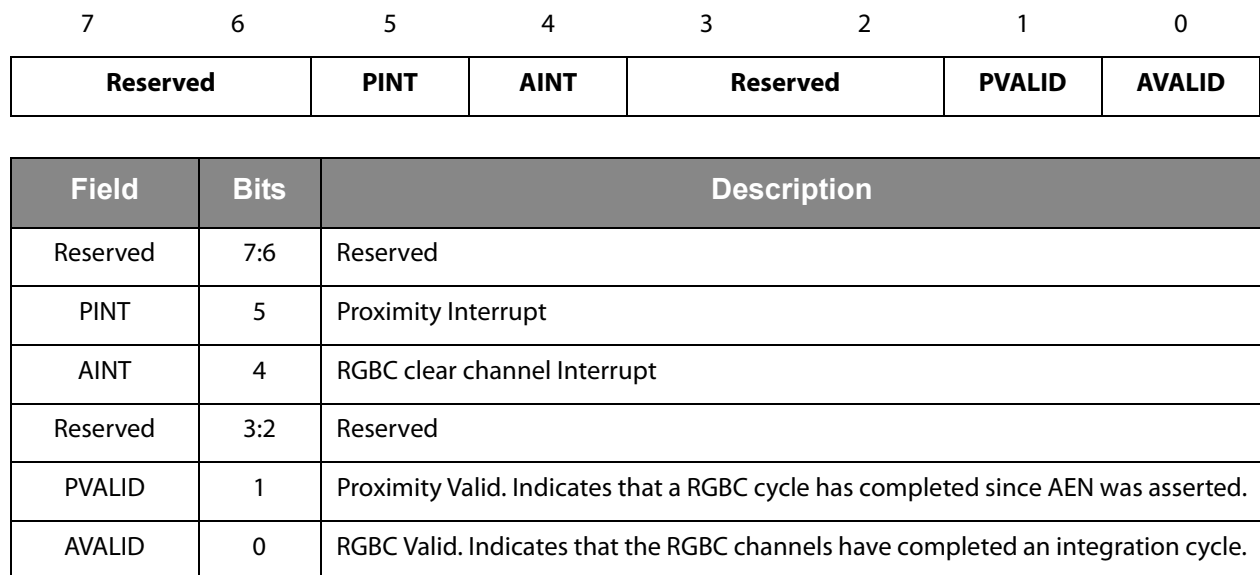 7 6 5 4 3 2 1 0
Reserved PINT AINT Reserved PVALID AVALID
Field Bits Description
Reserved 7:6 Reserved
PINT 5 Proximity Interrupt
AINT 4 RGBC clear channel Interrupt
Reserved 3:2 Reserved
PVALID 1 Proximity Valid. Indicates that a RGBC cycle has completed since AEN was asserted.
AVALID 0 RGBC Valid. Indicates that the RGBC channels have completed an integration cycle.